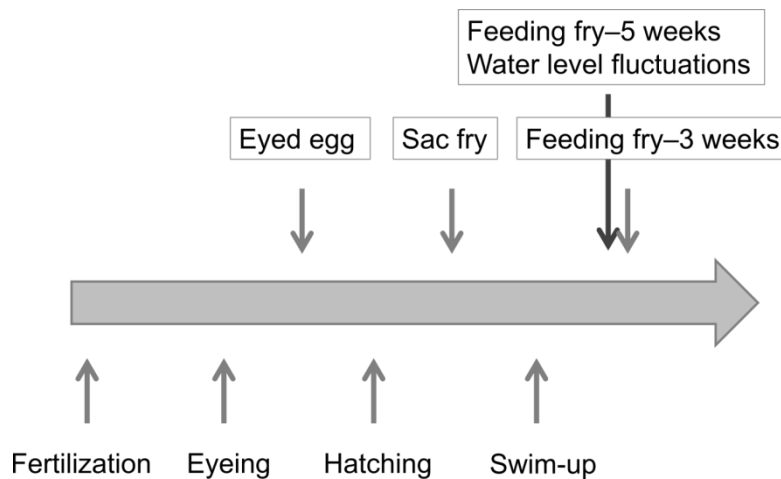 Feeding fry–5 weeks
Water level fluctuations
Eyed egg
Sac fry
Feeding fry–3 weeks
Fertilization
Eyeing
Hatching
Swim-up